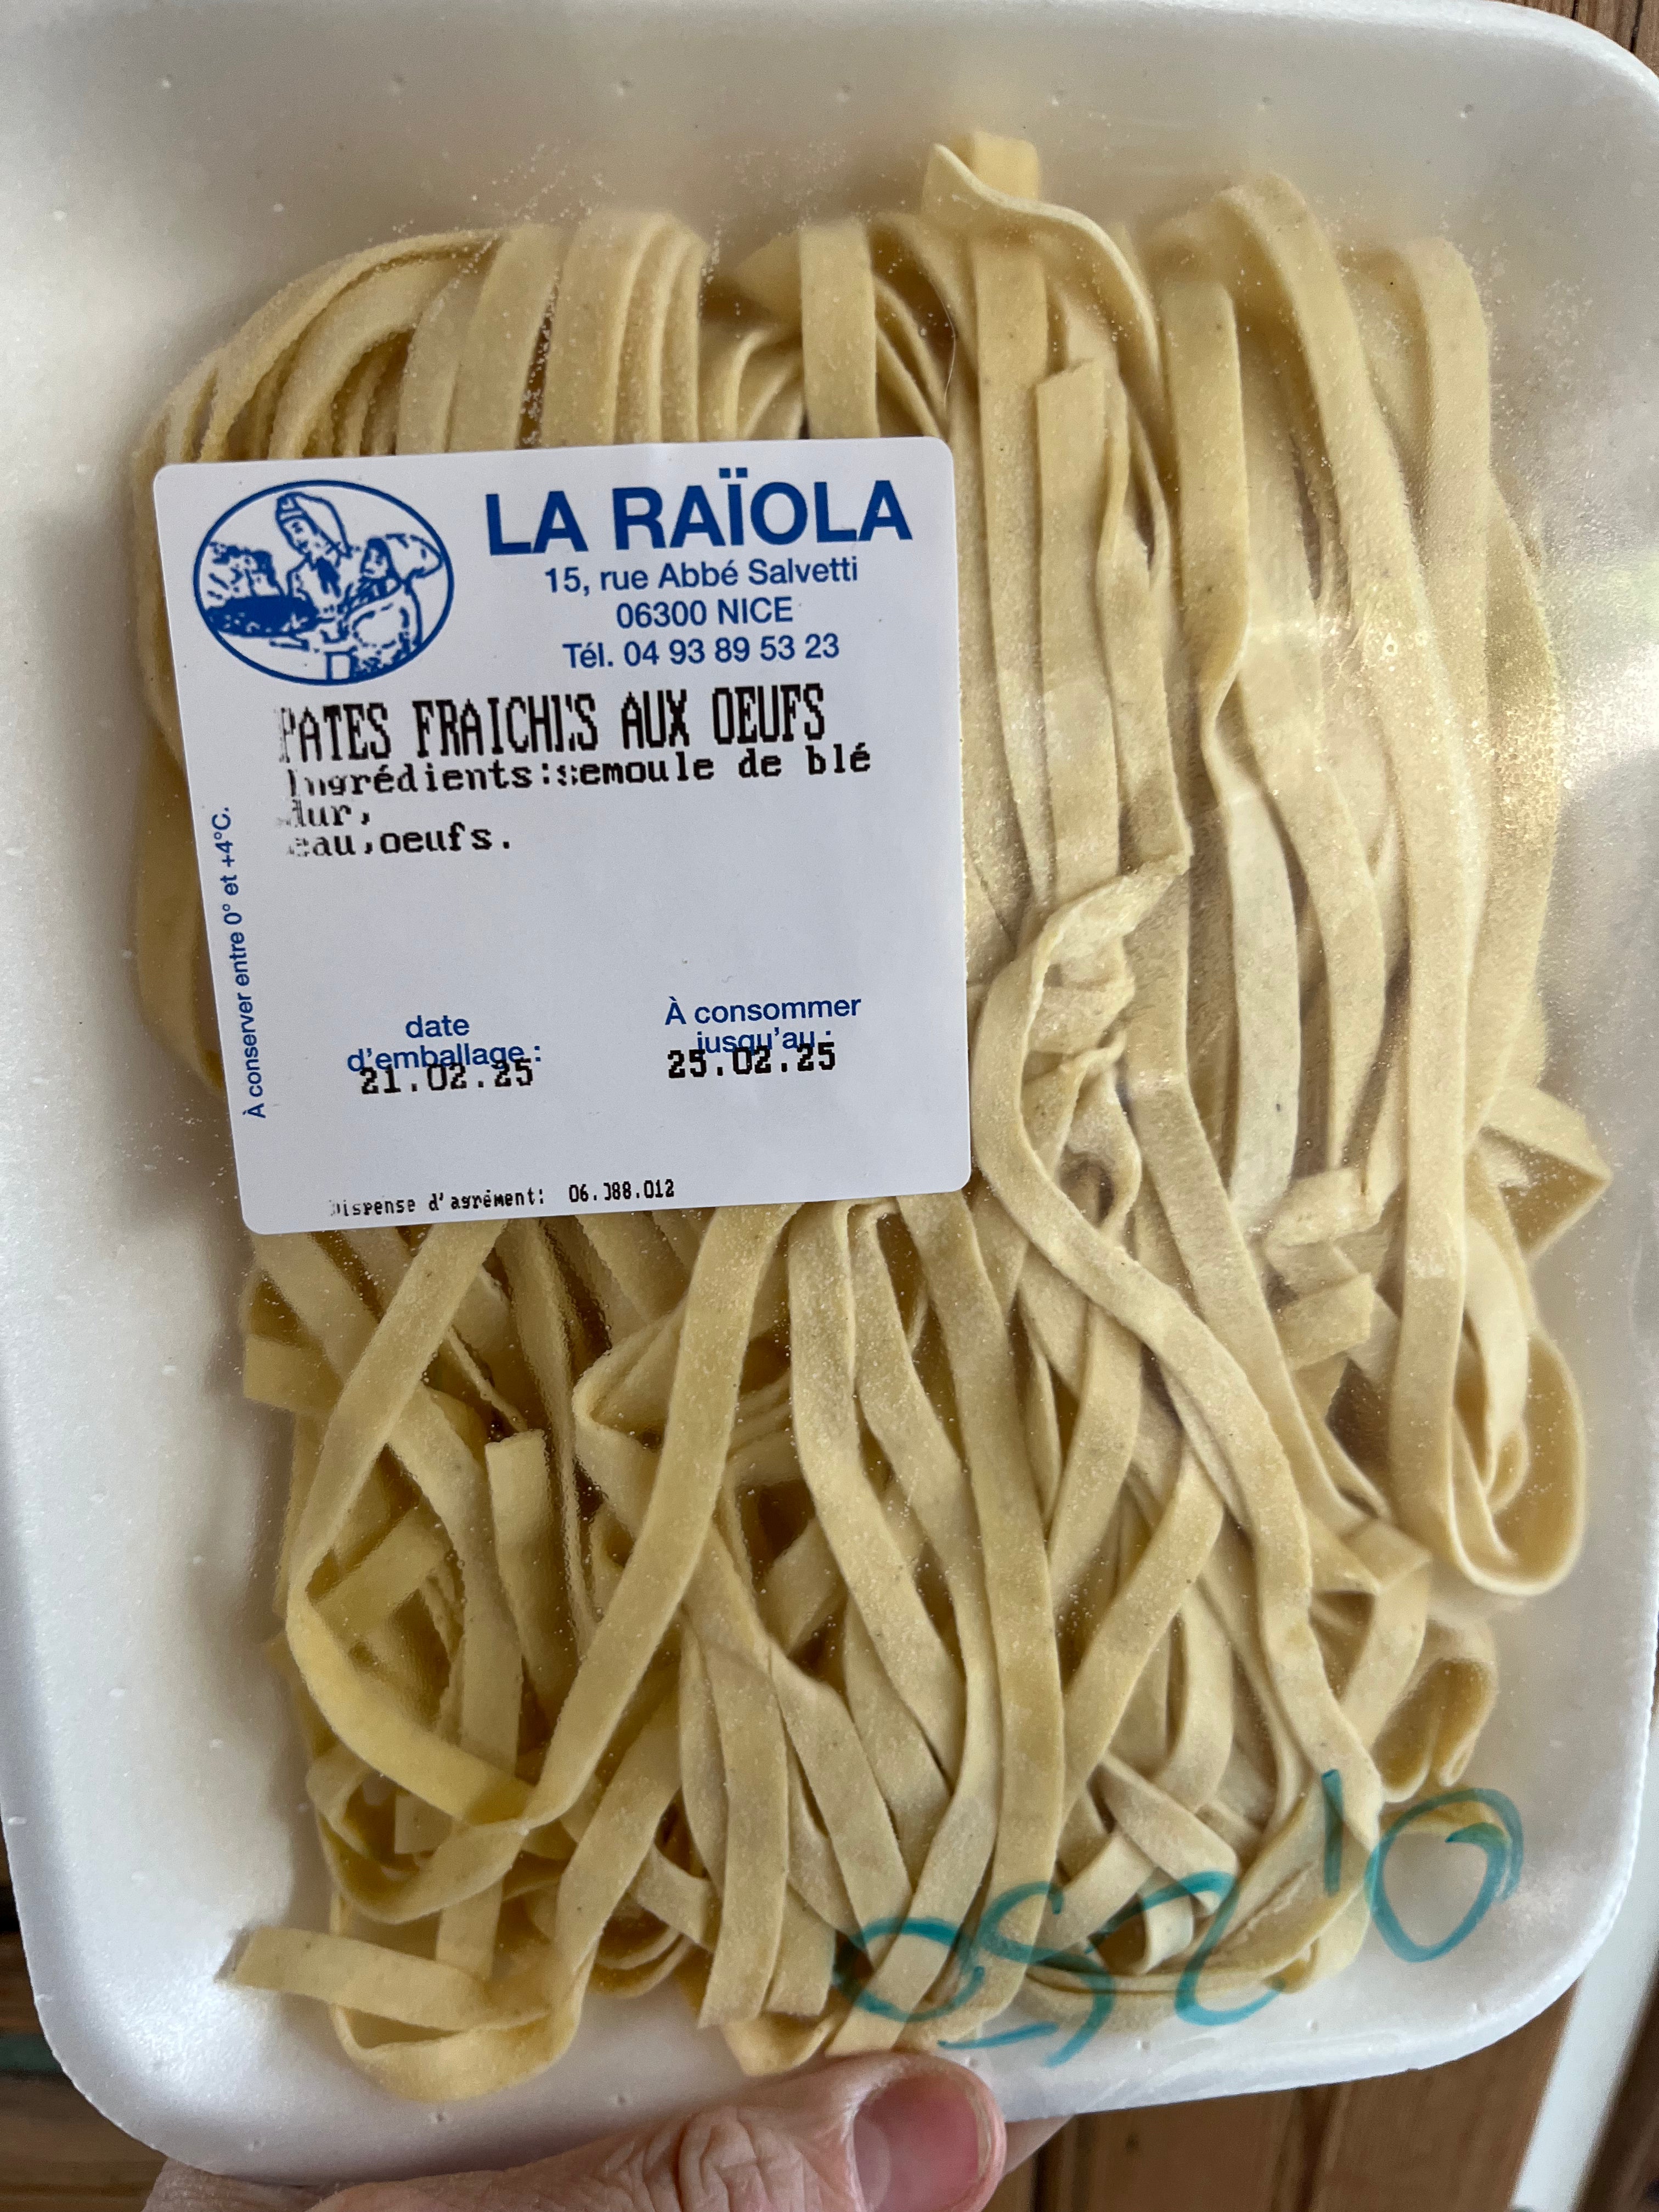 LA RAÏOLA
15, rue Abbé Salvetti
06300 NICE
Tél. 04 93 89 53 23
PATES FRAICHES AUX OEUFS
Ingrédients:semoule de blé
dur,
eau,oeufs.
À conserver entre 0° et +4°C.
date
d'emballage :
21.02.25
À consommer
jusqu'au :
25.02.25
Dispense d'agrément: 06.088.012